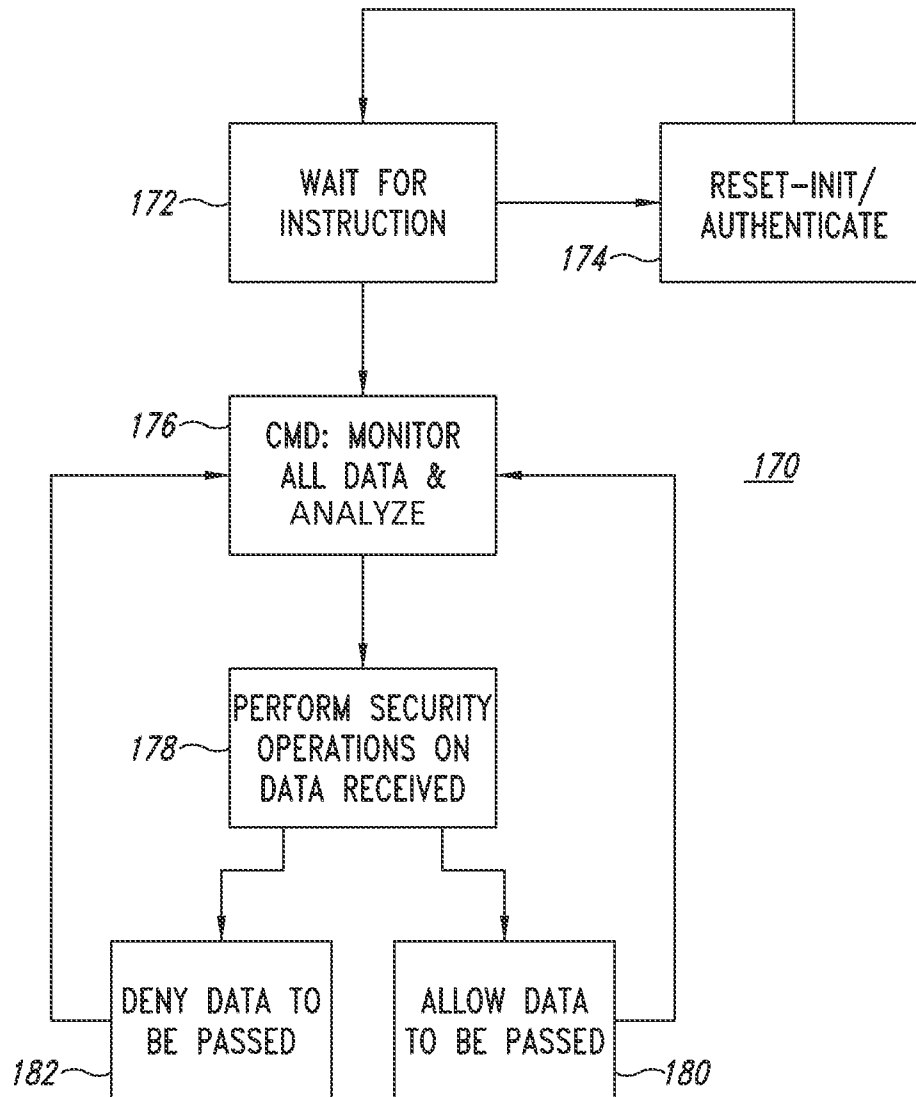 WAIT FOR
INSTRUCTION
172
RESET-INIT/
AUTHENTICATE
174
176
CMD: MONITOR
ALL DATA &
ANALYZE
170
PERFORM SECURITY
OPERATIONS ON
DATA RECEIVED
178
DENY DATA TO
BE PASSED
182
ALLOW DATA
TO BE PASSED
180